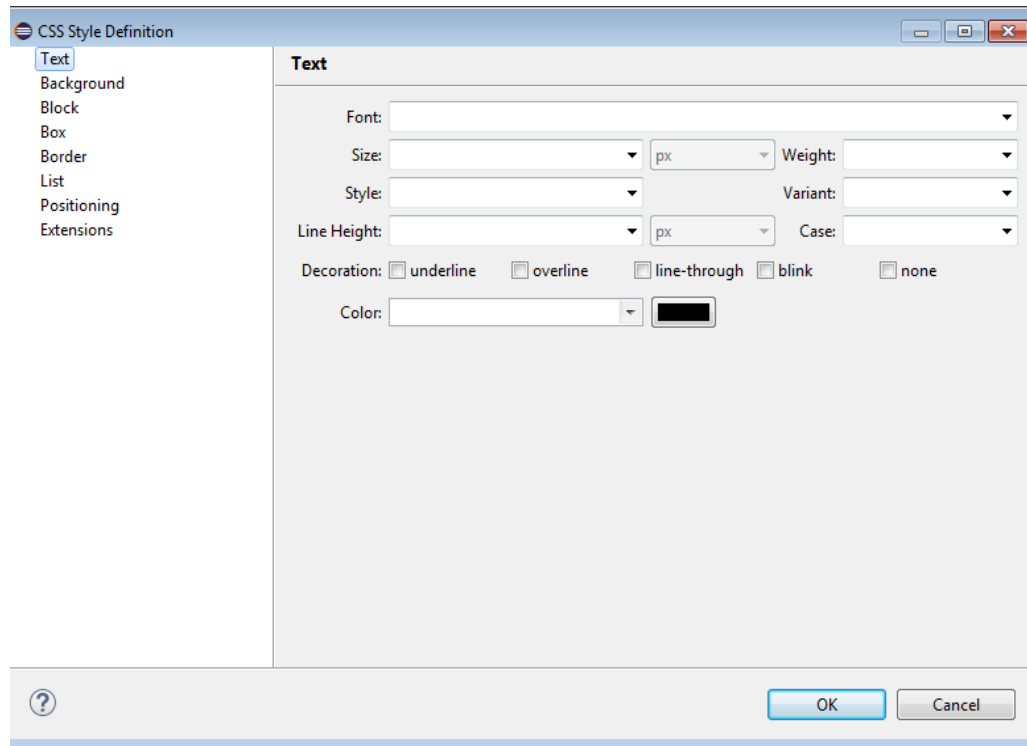 CSS Style Definition
Text
Background
Block
Box
Border
List
Positioning
Extensions
Text
Font:
Size: px Weight:
Style: Variant:
Line Height: px Case:
Decoration: underline overline line-through blink none
Color:
?
OK Cancel